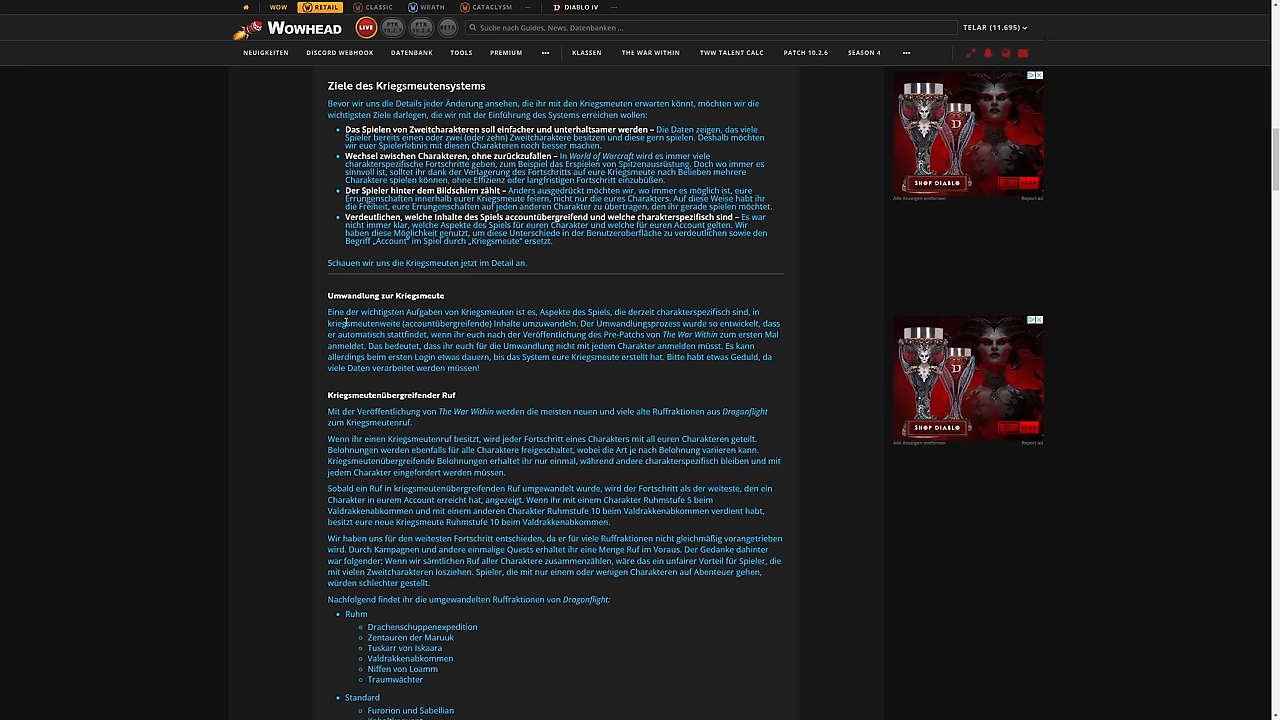 WOW
RETAIL
CLASSIC
WRATH
CATACLYSM
DIABLO IV
WOWHEAD
LIVE
PTR
PTR
BETA
Suche nach Guides, News, Datenbanken ...
TELAR (11.695)
NEUIGKEITEN
DISCORD WEBHOOK
DATENBANK
TOOLS
PREMIUM
KLASSEN
THE WAR WITHIN
TWW TALENT CALC
PATCH 10.2.6
SEASON 4
Ziele des Kriegsmeutensystems
Bevor wir uns die Details jeder Änderung ansehen, die ihr mit den Kriegsmeuten erwarten könnt, möchten wir die
wichtigsten Ziele darlegen, die wir mit der Einführung des Systems erreichen wollen:
• Das Spielen von Zweitcharakteren soll einfacher und unterhaltsamer werden – Die Daten zeigen, das viele
Spieler bereits einen oder zwei (oder zehn) Zweitcharaktere besitzen und diese gern spielen. Deshalb möchten
wir euer Spielerlebnis mit diesen Charakteren noch besser machen.
• Wechsel zwischen Charakteren, ohne zurückzufallen – In World of Warcraft wird es immer viele
charakterspezifische Fortschritte geben, zum Beispiel das Erspielen von Spitzenausrüstung. Doch wo immer es
sinnvoll ist, solltet ihr dank der Verlagerung des Fortschritts auf eure Kriegsmeute nach Belieben mehrere
Charaktere spielen können, ohne Effizienz oder langfristigen Fortschritt einzubüßen.
• Der Spieler hinter dem Bildschirm zählt – Anders ausgedrückt möchten wir, wo immer es möglich ist, eure
Errungenschaften innerhalb eurer Kriegsmeute feiern, nicht nur die eures Charakters. Auf diese Weise habt ihr
die Freiheit, eure Errungenschaften auf jeden anderen Charakter zu übertragen, den ihr gerade spielen möchtet.
• Verdeutlichen, welche Inhalte des Spiels accountübergreifend und welche charakterspezifisch sind – Es war
nicht immer klar, welche Aspekte des Spiels für euren Charakter und welche für euren Account gelten. Wir
haben diese Möglichkeit genutzt, um diese Unterschiede in der Benutzeroberfläche zu verdeutlichen sowie den
Begriff „Account" im Spiel durch „Kriegsmeute" ersetzt.
Schauen wir uns die Kriegsmeuten jetzt im Detail an.
Umwandlung zur Kriegsmeute
Eine der wichtigsten Aufgaben von Kriegsmeuten ist es, Aspekte des Spiels, die derzeit charakterspezifisch sind, in
kriegsmeutenweite (accountübergreifende) Inhalte umzuwandeln. Der Umwandlungsprozess wurde so entwickelt, dass
er automatisch stattfindet, wenn ihr euch nach der Veröffentlichung des Pre-Patchs von The War Within zum ersten Mal
anmeldet. Das bedeutet, dass ihr euch für die Umwandlung nicht mit jedem Charakter anmelden müsst. Es kann
allerdings beim ersten Login etwas dauern, bis das System eure Kriegsmeute erstellt hat. Bitte habt etwas Geduld, da
viele Daten verarbeitet werden müssen!
Kriegsmeutenübergreifender Ruf
Mit der Veröffentlichung von The War Within werden die meisten neuen und viele alte Ruffraktionen aus Dragonflight
zum Kriegsmeutenruf.
Wenn ihr einen Kriegsmeutenruf besitzt, wird jeder Fortschritt eines Charakters mit all euren Charakteren geteilt.
Belohnungen werden ebenfalls für alle Charaktere freigeschaltet, wobei die Art je nach Belohnung variieren kann.
Kriegsmeutenübergreifende Belohnungen erhaltet ihr nur einmal, während andere charakterspezifisch bleiben und mit
jedem Charakter eingefordert werden müssen.
Sobald ein Ruf in kriegsmeutenübergreifenden Ruf umgewandelt wurde, wird der Fortschritt als der weiteste, den ein
Charakter in eurem Account erreicht hat, angezeigt. Wenn ihr mit einem Charakter Ruhmstufe 5 beim
Valdrakkenabkommen und mit einem anderen Charakter Ruhmstufe 10 beim Valdrakkenabkommen verdient habt,
besitzt eure neue Kriegsmeute Ruhmstufe 10 beim Valdrakkenabkommen.
Wir haben uns für den weitesten Fortschritt entschieden, da er für viele Ruffraktionen nicht gleichmäßig vorangetrieben
wird. Durch Kampagnen und andere einmalige Quests erhaltet ihr eine Menge Ruf im Voraus. Der Gedanke dahinter
war folgender: Wenn wir sämtlichen Ruf aller Charaktere zusammenzählen, wäre das ein unfairer Vorteil für Spieler, die
mit vielen Zweitcharakteren losziehen. Spieler, die mit nur einem oder wenigen Charakteren auf Abenteuer gehen,
würden schlechter gestellt.
Nachfolgend findet ihr die umgewandelten Ruffraktionen von Dragonflight:
• Ruhm
Drachenschuppenexpedition
Zentauren der Maruuk
Tuskarr von Iskaara
Valdrakkenabkommen
Niffen von Loamm
Traumwächter
• Standard
Furorion und Sabellian
SHOP DIABLO
Alle Anzeigen entfernen
Report ad
SHOP DIABLO
Alle Anzeigen entfernen
Report ad